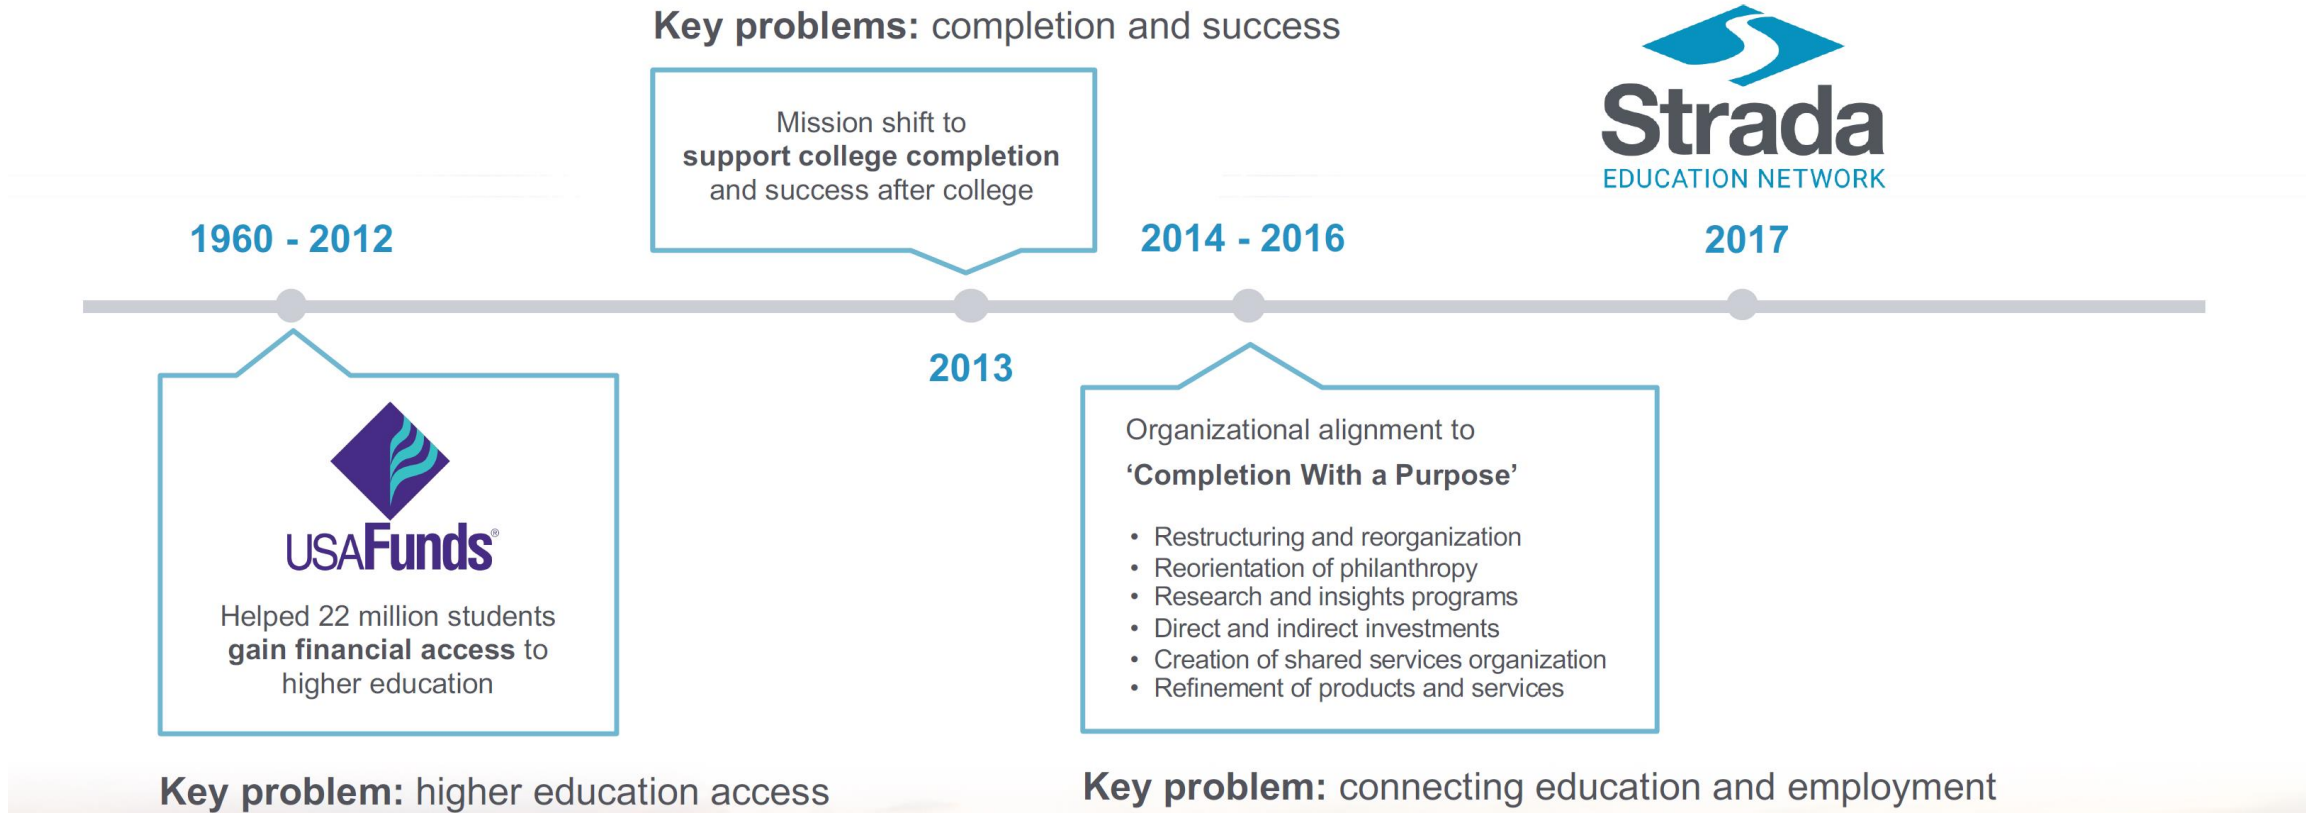 Key problems: completion and success
Mission shift to
support college completion
and success after college
Strada
EDUCATION NETWORK
1960 - 2012
2014 - 2016
2017
2013
USAFunds®
Helped 22 million students
gain financial access to
higher education
Organizational alignment to
‘Completion With a Purpose’
• Restructuring and reorganization
• Reorientation of philanthropy
• Research and insights programs
• Direct and indirect investments
• Creation of shared services organization
• Refinement of products and services
Key problem: higher education access
Key problem: connecting education and employment